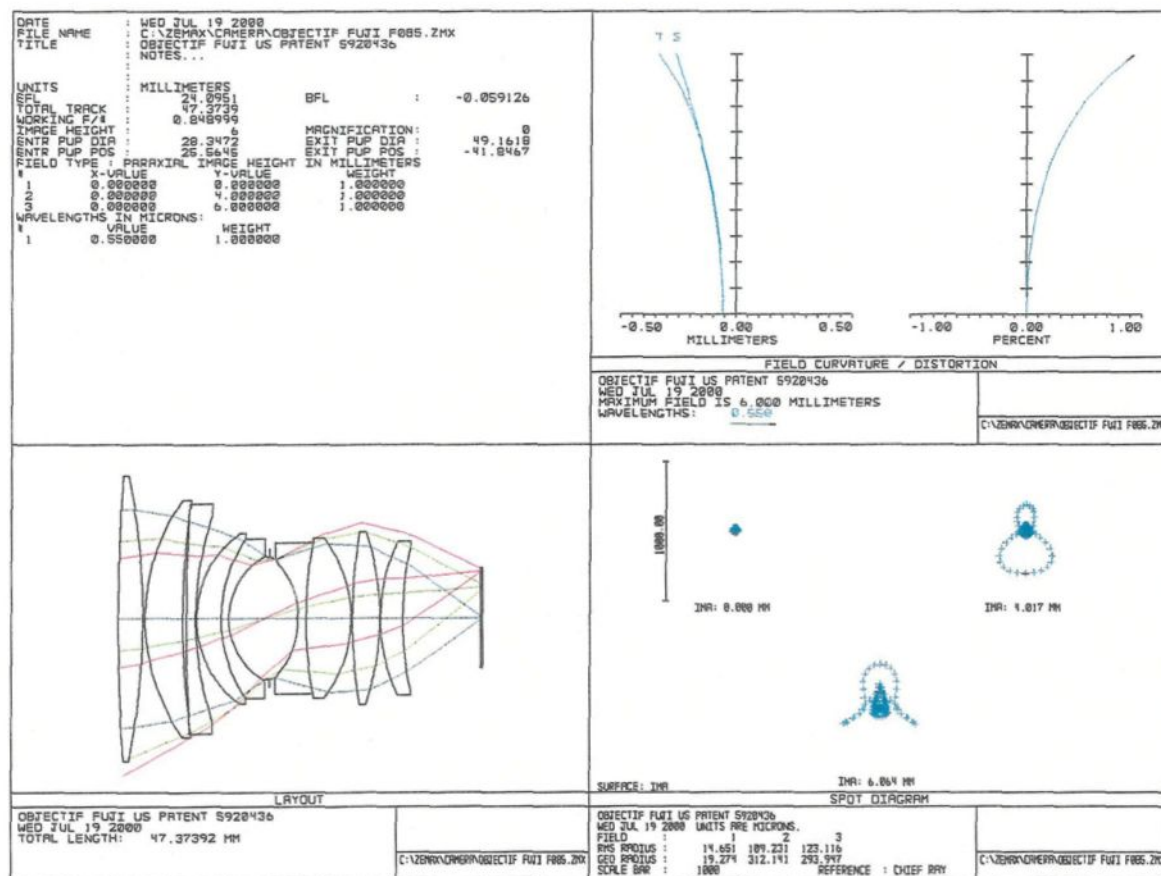 DATE : WED JUL 19 2000
FILE NAME : C:\ZEMAX\CAMERA\OBJECTIF FUJI F085.ZMX
TITLE : OBJECTIF FUJI US PATENT 5920436
: NOTES...
:
:
:
UNITS : MILLIMETERS
EFL : 24.0951 BFL : -0.059126
TOTAL TRACK : 47.3739
WORKING F/# : 0.848999
IMAGE HEIGHT : 6 MAGNIFICATION: 0
ENTR PUP DIA : 28.3472 EXIT PUP DIA : 49.1618
ENTR PUP POS : 25.5645 EXIT PUP POS : -41.8467
FIELD TYPE : PARAXIAL IMAGE HEIGHT IN MILLIMETERS
# X-VALUE Y-VALUE WEIGHT
1 0.000000 0.000000 1.000000
2 0.000000 4.000000 1.000000
3 0.000000 6.000000 1.000000
WAVELENGTHS IN MICRONS:
# VALUE WEIGHT
1 0.550000 1.000000
T S
-0.50 0.00 0.50
MILLIMETERS
-1.00 0.00 1.00
PERCENT
FIELD CURVATURE / DISTORTION
OBJECTIF FUJI US PATENT 5920436
WED JUL 19 2000
MAXIMUM FIELD IS 6.000 MILLIMETERS
WAVELENGTHS: 0.550
C:\ZEMAX\CAMERA\OBJECTIF FUJI F085.ZM
LAYOUT
OBJECTIF FUJI US PATENT 5920436
WED JUL 19 2000
TOTAL LENGTH: 47.37392 MM
C:\ZEMAX\CAMERA\OBJECTIF FUJI F085.ZMX
1000.00
IMA: 0.000 MM
IMA: 4.017 MM
IMA: 6.064 MM
SURFACE: IMA
SPOT DIAGRAM
OBJECTIF FUJI US PATENT 5920436
WED JUL 19 2000 UNITS ARE MICRONS.
FIELD : 1 2 3
RMS RADIUS : 14.651 109.231 123.116
GEO RADIUS : 19.274 312.141 293.947
SCALE BAR : 1000 REFERENCE : CHIEF RAY
C:\ZEMAX\CAMERA\OBJECTIF FUJI F085.ZM